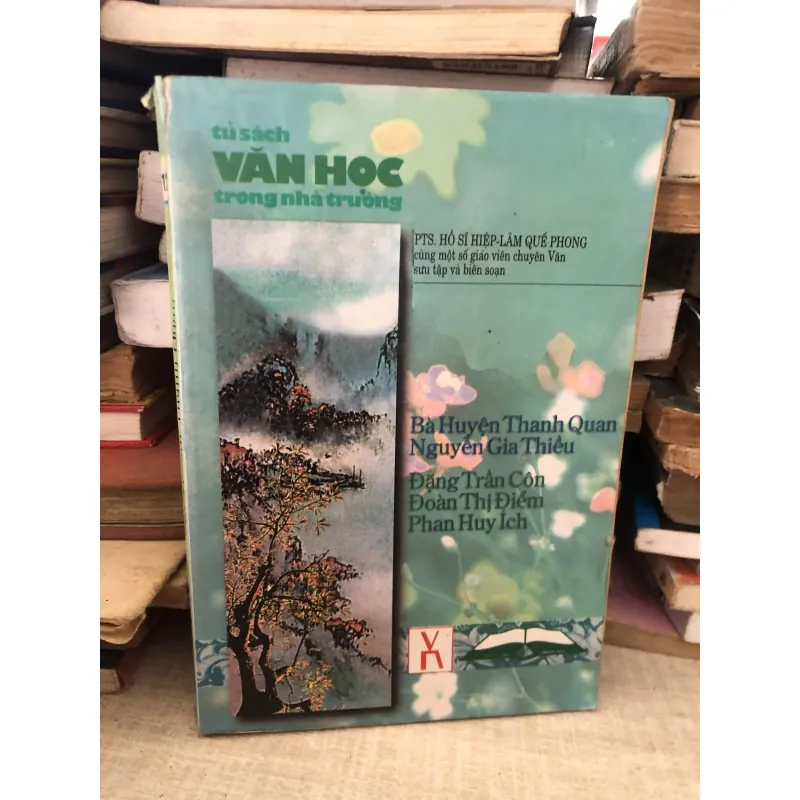 tủ sách
VĂN HỌC
trong nhà trường
PTS. HỒ SĨ HIỆP-LÂM QUẾ PHONG
cùng một số giáo viên chuyên Văn
sưu tập và biên soạn
Bà Huyện Thanh Quan
Nguyễn Gia Thiều
Đặng Trần Côn
Đoàn Thị Điểm
Phan Huy Ích